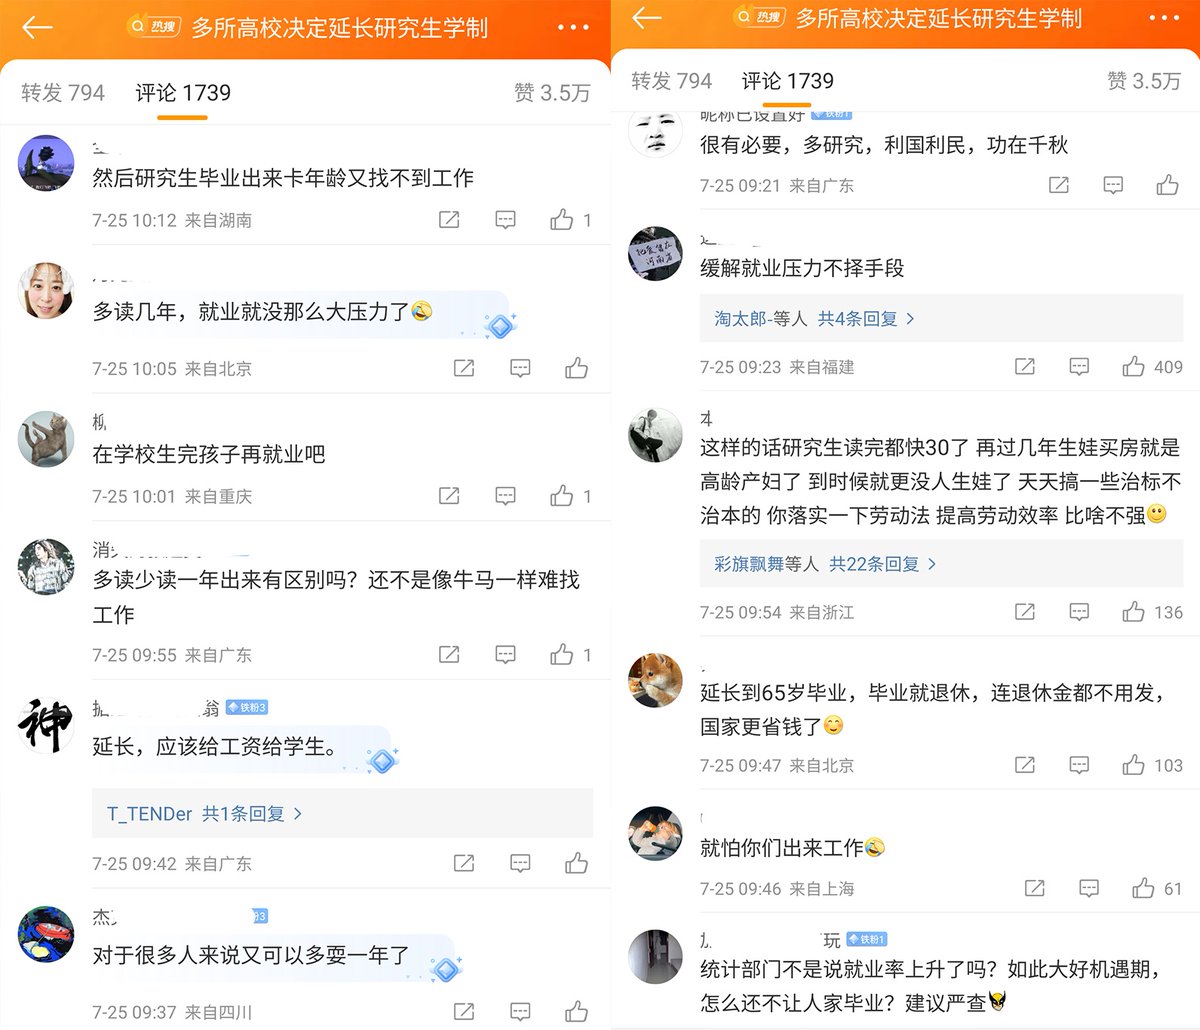 热搜 多所高校决定延长研究生学制
转发 794 评论 1739 赞 3.5万
然后研究生毕业出来卡年龄又找不到工作
7-25 10:12 来自湖南 1
多读几年，就业就没那么大压力了🤣
7-25 10:05 来自北京
在学校生完孩子再就业吧
7-25 10:01 来自重庆 1
多读少读一年出来有区别吗？还不是像牛马一样难找
工作
7-25 09:55 来自广东 1
神
翁 铁粉3
延长，应该给工资给学生。
T_TENDer 共1条回复 >
7-25 09:42 来自广东
杰
对于很多人来说又可以多耍一年了
7-25 09:37 来自四川
热搜 多所高校决定延长研究生学制
转发 794 评论 1739 赞 3.5万
昵称已设置好 铁粉1
很有必要，多研究，利国利民，功在千秋
7-25 09:21 来自广东
缓解就业压力不择手段
淘太郎-等人 共4条回复 >
7-25 09:23 来自福建 409
这样的话研究生读完都快30了 再过几年生娃买房就是
高龄产妇了 到时候就更没人生娃了 天天搞一些治标不
治本的 你落实一下劳动法 提高劳动效率 比啥不强🙂
彩旗飘舞等人 共22条回复 >
7-25 09:54 来自浙江 136
延长到65岁毕业，毕业就退休，连退休金都不用发，
国家更省钱了😊
7-25 09:47 来自北京 103
就怕你们出来工作🤣
7-25 09:46 来自上海 61
玩 铁粉1
统计部门不是说就业率上升了吗？如此大好机遇期，
怎么还不让人家毕业？建议严查